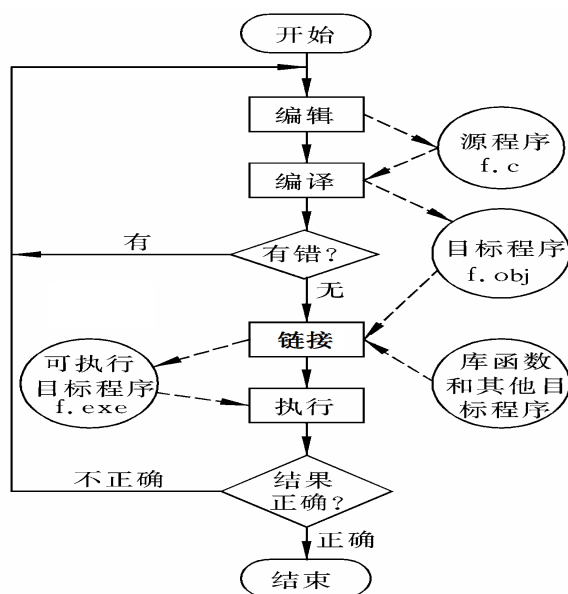 开始
编辑
源程序
f.c
编译
有
有错?
目标程序
f.obj
无
链接
可执行
目标程序
f.exe
库函数
和其他目
标程序
执行
不正确
结果
正确?
正确
结束